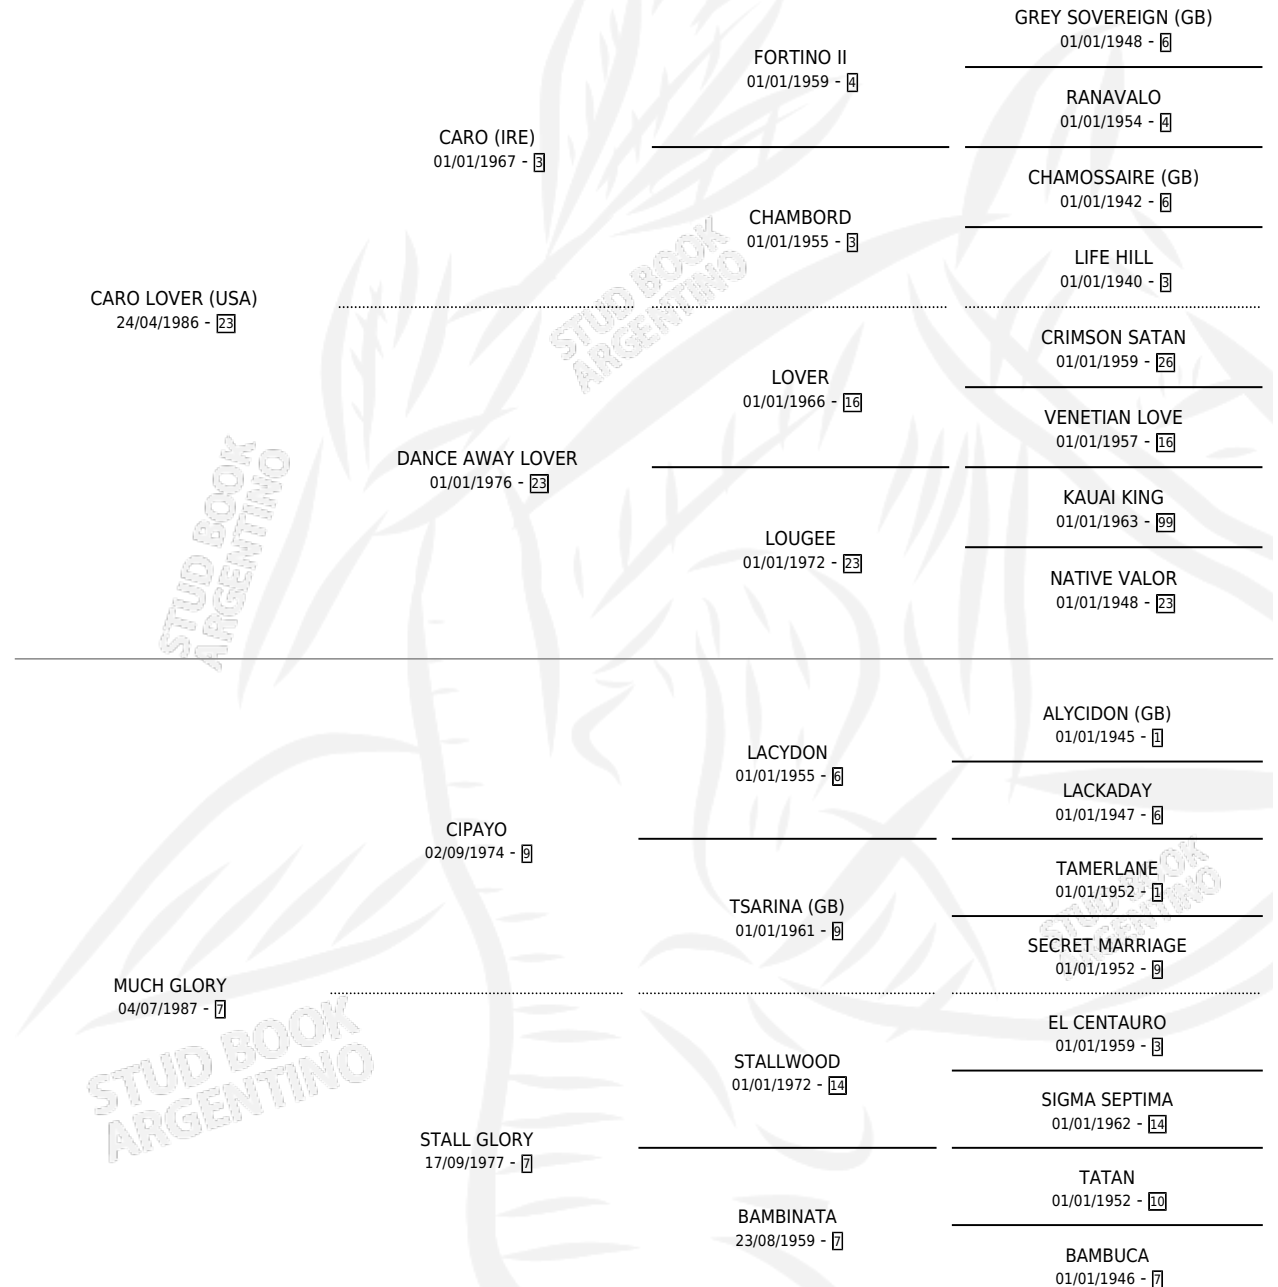 GREY SOVEREIGN (GB)
01/01/1948 - 6
FORTINO II
01/01/1959 - 4
RANAVALO
01/01/1954 - 4
CARO (IRE)
01/01/1967 - 3
CHAMOSSAIRE (GB)
01/01/1942 - 6
CHAMBORD
01/01/1955 - 3
LIFE HILL
01/01/1940 - 3
CARO LOVER (USA)
24/04/1986 - 23
CRIMSON SATAN
01/01/1959 - 26
LOVER
01/01/1966 - 16
VENETIAN LOVE
01/01/1957 - 16
DANCE AWAY LOVER
01/01/1976 - 23
KAUAI KING
01/01/1963 - 99
LOUGEE
01/01/1972 - 23
NATIVE VALOR
01/01/1948 - 23
STUD BOOK
ARGENTINO
STUD BOOK
ARGENTINO
ALYCIDON (GB)
01/01/1945 - 1
LACYDON
01/01/1955 - 6
LACKADAY
01/01/1947 - 6
CIPAYO
02/09/1974 - 9
TAMERLANE
01/01/1952 - 1
TSARINA (GB)
01/01/1961 - 9
SECRET MARRIAGE
01/01/1952 - 9
MUCH GLORY
04/07/1987 - 7
EL CENTAURO
01/01/1959 - 3
STALLWOOD
01/01/1972 - 14
SIGMA SEPTIMA
01/01/1962 - 14
STALL GLORY
17/09/1977 - 7
TATAN
01/01/1952 - 10
BAMBINATA
23/08/1959 - 7
BAMBUCA
01/01/1946 - 7
STUD BOOK
ARGENTINO
STUD BOOK
ARGENTINO